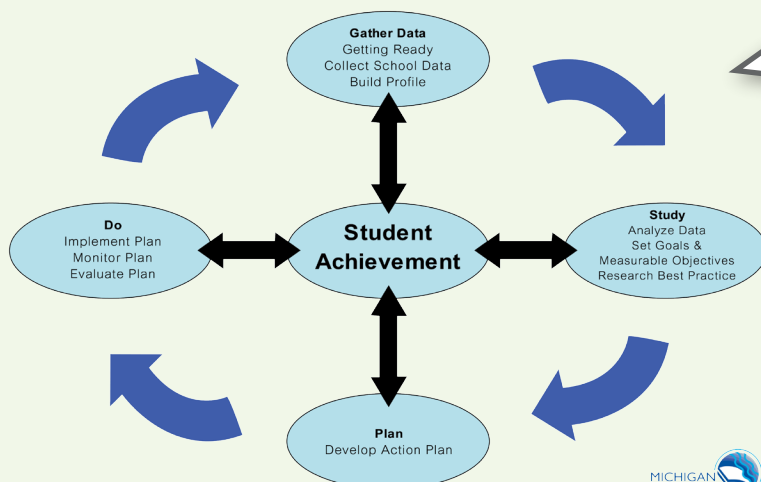 Gather Data
Getting Ready
Collect School Data
Build Profile
Do
Implement Plan
Monitor Plan
Evaluate Plan
Student
Achievement
Study
Analyze Data
Set Goals &
Measurable Objectives
Research Best Practice
Plan
Develop Action Plan
MICHIGAN